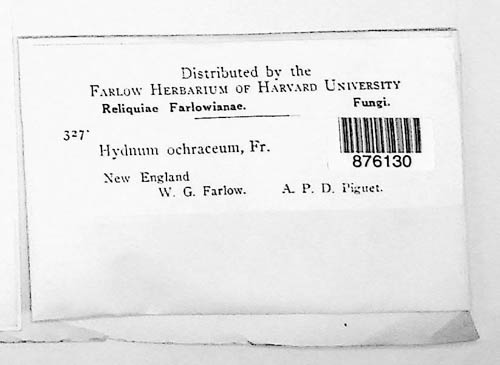 Distributed by the
FARLOW HERBARIUM OF HARVARD UNIVERSITY
Reliquiae Farlowianae. Fungi.
327.
Hydnum ochraceum, Fr.
876130
New England
W. G. Farlow. A. P. D. Piguet.